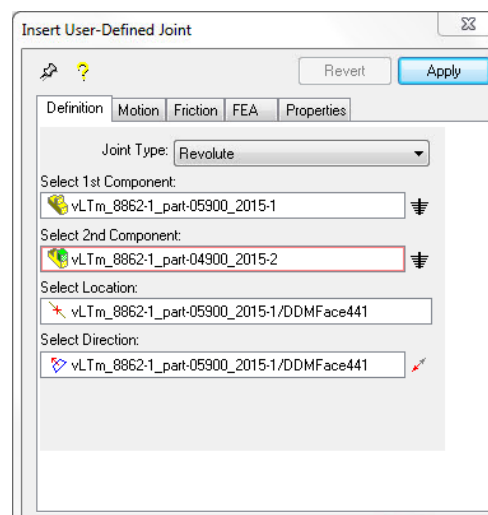 Insert User-Defined Joint
Revert Apply
Definition Motion Friction FEA Properties
Joint Type: Revolute
Select 1st Component:
vLTm_8862-1_part-05900_2015-1
Select 2nd Component:
vLTm_8862-1_part-04900_2015-2
Select Location:
vLTm_8862-1_part-05900_2015-1/DDMFace441
Select Direction:
vLTm_8862-1_part-05900_2015-1/DDMFace441